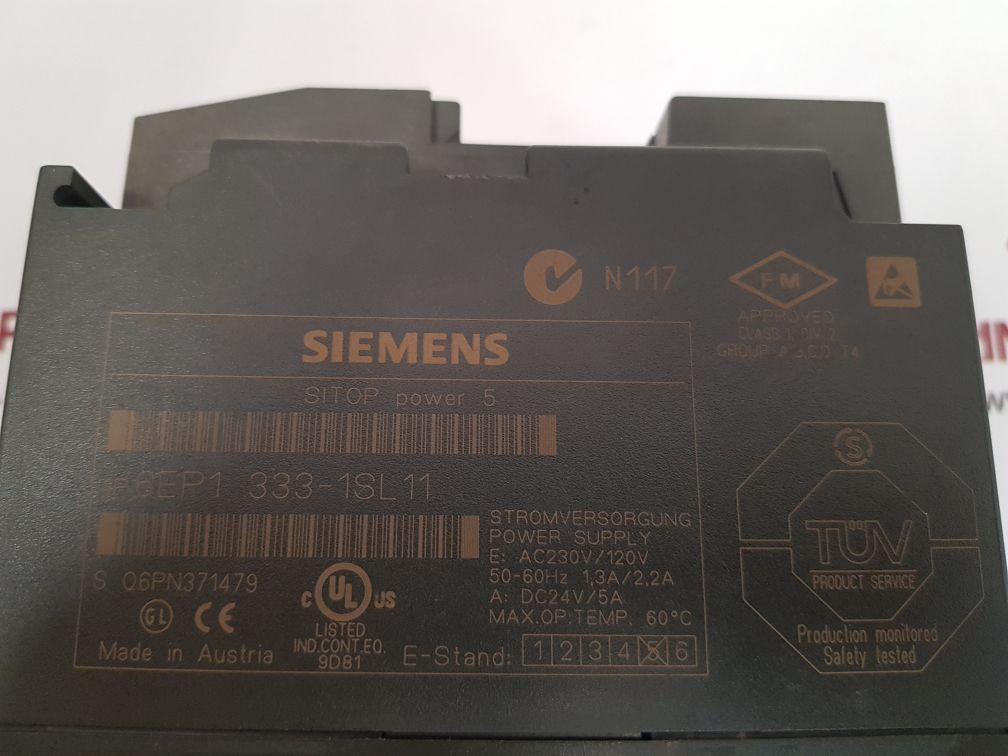 N117
FM
APPROVED
CLASS 1, DIV. 2,
GROUP A,B,C,D T4
SIEMENS
SITOP power 5
6EP1 333-1SL11
STROMVERSORGUNG
POWER SUPPLY
E: AC230V/120V
50-60Hz 1,3A/2,2A
A: DC24V/5A
MAX.OP.TEMP. 60°C
S Q6PN371479
GL CE
C UL US
LISTED
IND.CONT.EQ.
9D81
Made in Austria
E-Stand: 1 2 3 4 5 6
S
TÜV
PRODUCT SERVICE
Production monitored
Safety tested